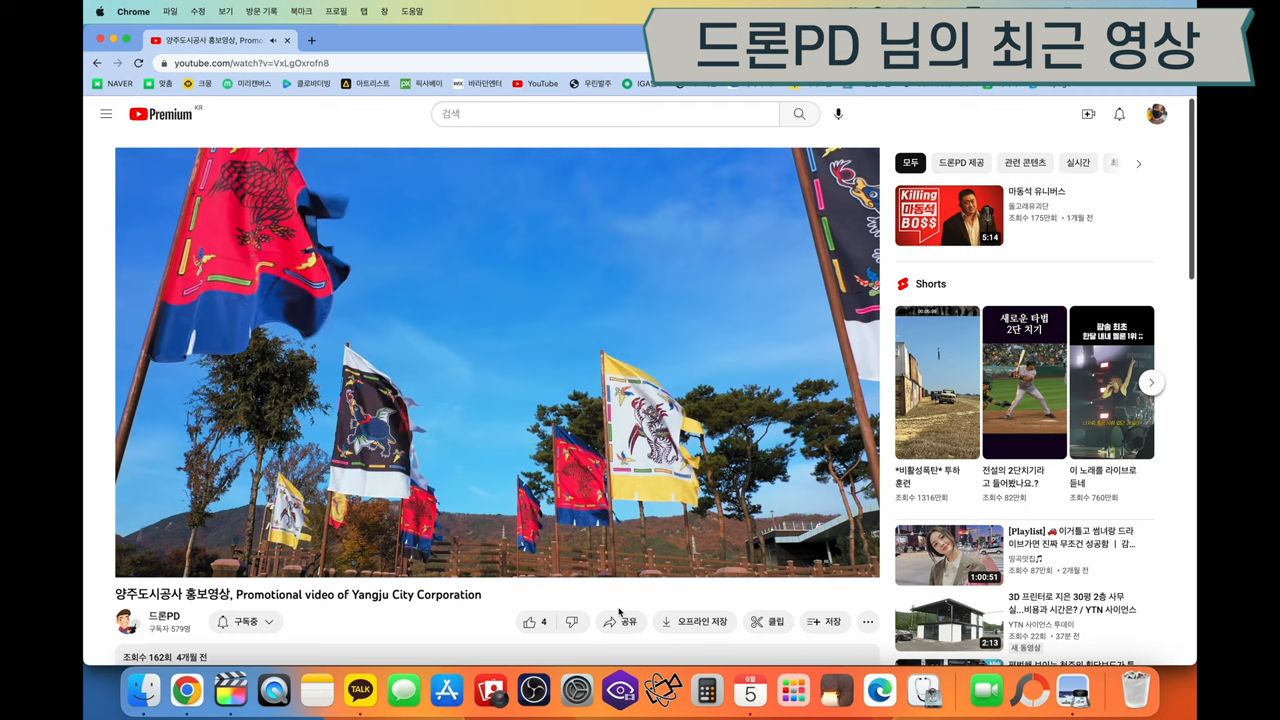 Chrome 파일 수정 보기 방문 기록 북마크 프로필 탭 창 도움말
드론PD 님의 최근 영상
양주도시공사 홍보영상, Promo
youtube.com/watch?v=VxLgOxrofn8
NAVER 맞춤 크몽 미리캔버스 클로바더빙 아트리스트 픽사베이 바라던엔터 YouTube 우린발주
Premium KR
검색
모두 드론PD 제공 관련 콘텐츠 실시간
Killing
마동석
BO$$
5:14
마동석 유니버스
돌고래유괴단
조회수 175만회 • 1개월 전
Shorts
새로운 타법
2단 치기
탑송 최초
한달 내내 멜론 1위 ;;
*비활성폭탄* 투하
훈련
조회수 1316만회
전설의 2단치기라
고 들어봤나요.?
조회수 82만회
이 노래를 라이브로
듣네
조회수 760만회
[Playlist] 🚗 이거틀고 썸녀랑 드라
이브가면 진짜 무조건 성공함 ㅣ 감...
띵곡맛집🎵
조회수 87만회 • 2개월 전
1:00:51
3D 프린터로 지은 30평 2층 사무
실...비용과 시간은? / YTN 사이언스
YTN 사이언스 투데이
조회수 22회 • 37분 전
새 동영상
2:13
양주도시공사 홍보영상, Promotional video of Yangju City Corporation
드론PD
구독자 579명
구독중
4 공유 오프라인 저장 클립 저장
조회수 162회 4개월 전
TALK
6월
5